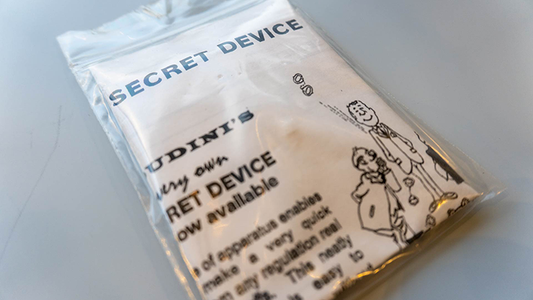 SECRET DEVICE
UDINI'S
very own
RET DEVICE
ow available
of apparatus enables
make a very quick
any regulation
This neatly
is easy to